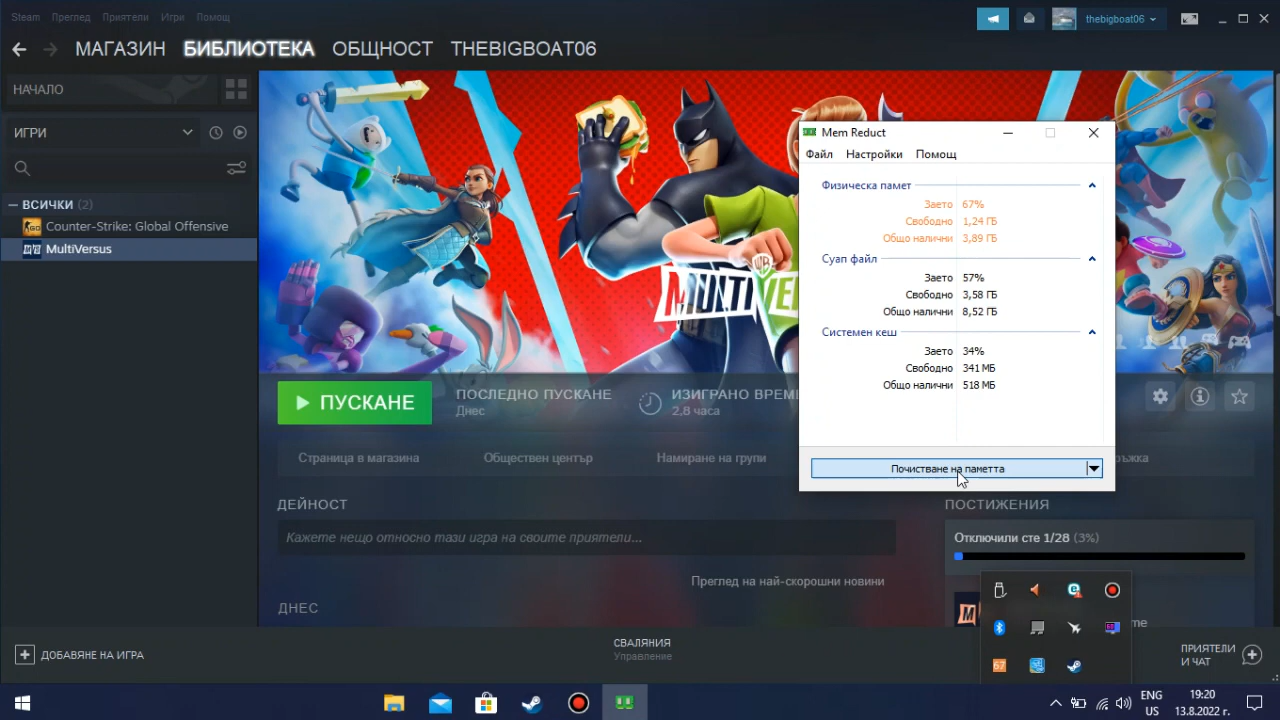 Steam Преглед Приятели Игри Помощ
thebigboat06
МАГАЗИН БИБЛИОТЕКА ОБЩНОСТ THEBIGBOAT06
НАЧАЛО
ИГРИ
ВСИЧКИ (2)
Counter-Strike: Global Offensive
MultiVersus
Mem Reduct
Файл Настройки Помощ
Физическа памет
Заето 67%
Свободно 1,24 ГБ
Общо налични 3,89 ГБ
Суап файл
Заето 57%
Свободно 3,58 ГБ
Общо налични 8,52 ГБ
Системен кеш
Заето 34%
Свободно 341 МБ
Общо налични 518 МБ
Почистване на паметта
ПУСКАНЕ
ПОСЛЕДНО ПУСКАНЕ
Днес
ИЗИГРАНО ВРЕМЕ
2,8 часа
Страница в магазина Обществен център Намиране на групи
ДЕЙНОСТ
Кажете нещо относно тази игра на своите приятели...
Преглед на най-скорошни новини
ДНЕС
ПОСТИЖЕНИЯ
Отключили сте 1/28 (3%)
67
ДОБАВЯНЕ НА ИГРА
СВАЛЯНИЯ
Управление
ПРИЯТЕЛИ
И ЧАТ
ENG
US
19:20
13.8.2022 г.